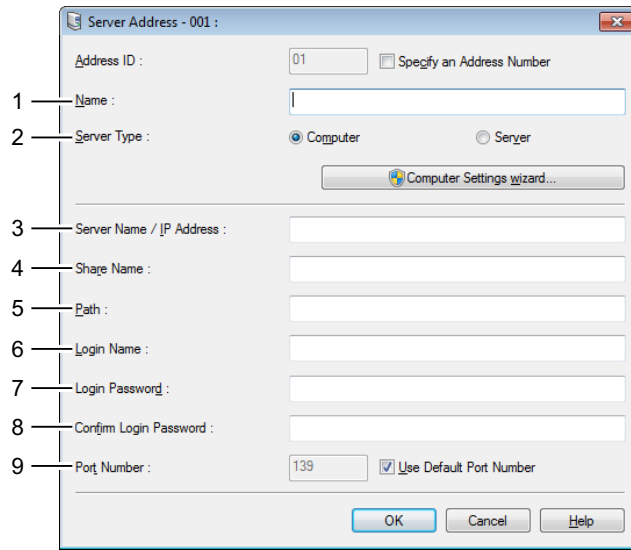 Server Address - 001 :
Address ID : 01 Specify an Address Number
1 Name :
2 Server Type : Computer Server
Computer Settings wizard...
3 Server Name / IP Address :
4 Share Name :
5 Path :
6 Login Name :
7 Login Password :
8 Confirm Login Password :
9 Port Number : 139 Use Default Port Number
OK Cancel Help